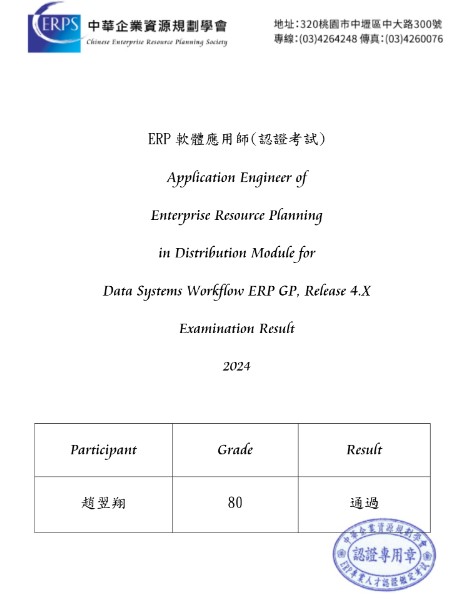 ERPS
中華企業資源規劃學會
Chinese Enterprise Resource Planning Society
地址:320桃園市中壢區中大路300號
專線:(03)4264248 傳真:(03)4260076
ERP 軟體應用師(認證考試)
Application Engineer of
Enterprise Resource Planning
in Distribution Module for
Data Systems Workflow ERP GP, Release 4.X
Examination Result
2024
Participant Grade Result
趙翌翔 80 通過
中華企業資源規劃學會
認證專用章
ERP專業人才認證鑑定考試